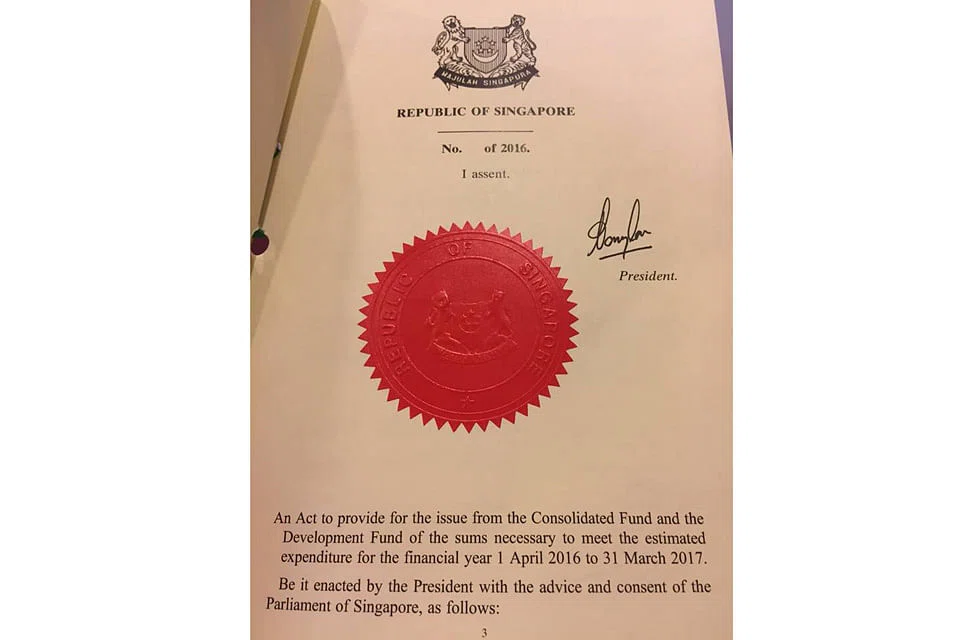 MAJULAH SINGAPURA
REPUBLIC OF SINGAPORE
No. of 2016.
I assent.
President.
REPUBLIC OF SINGAPORE
An Act to provide for the issue from the Consolidated Fund and the
Development Fund of the sums necessary to meet the estimated
expenditure for the financial year 1 April 2016 to 31 March 2017.
Be it enacted by the President with the advice and consent of the
Parliament of Singapore, as follows:
3